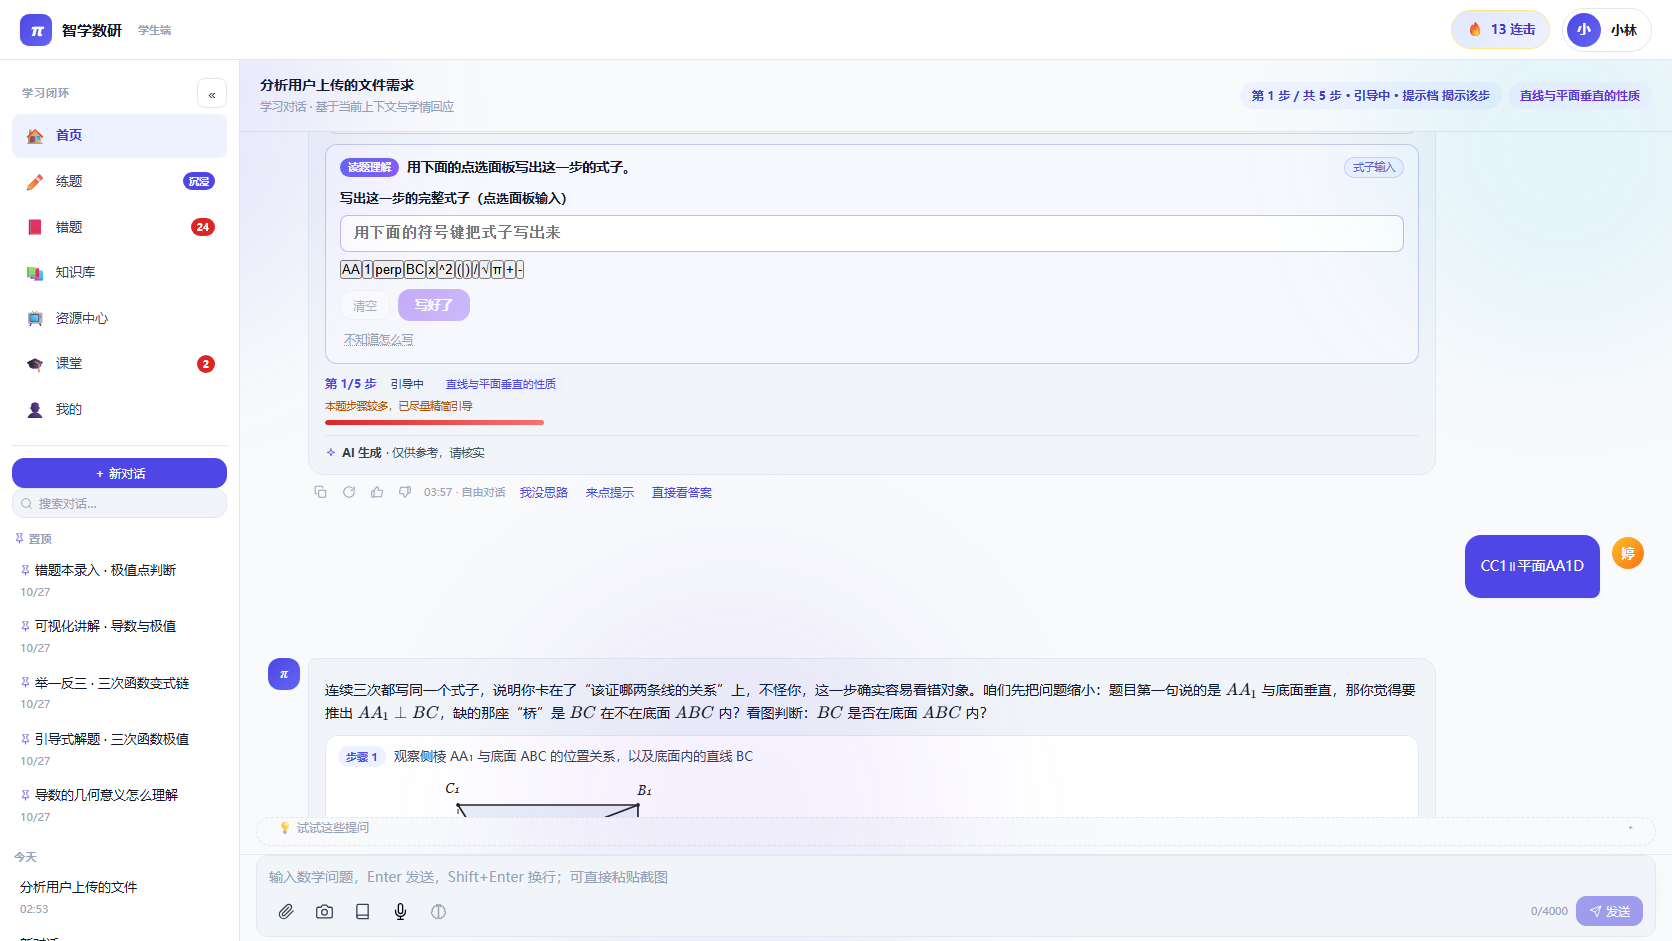 π 智学数研 学生端
13 连击
小 小林
学习闭环 «
首页
练题 沉浸
错题 24
知识库
资源中心
课堂 2
我的
+ 新对话
搜索对话...
置顶
错题本录入 · 极值点判断
10/27
可视化讲解 · 导数与极值
10/27
举一反三 · 三次函数变式链
10/27
引导式解题 · 三次函数极值
10/27
导数的几何意义怎么理解
10/27
今天
分析用户上传的文件
02:53
新对话
分析用户上传的文件需求
学习对话 · 基于当前上下文与学情回应
第 1 步 / 共 5 步 • 引导中 • 提示档 揭示该步
直线与平面垂直的性质
读题理解 用下面的点选面板写出这一步的式子。 式子输入
写出这一步的完整式子（点选面板输入）
用下面的符号键把式子写出来
AA 1 perp BC x ^2 ( ) / √ π + -
清空 写好了
不知道怎么写
第 1/5 步 引导中 直线与平面垂直的性质
本题步骤较多，已尽量精简引导
AI 生成 · 仅供参考，请核实
03:57 · 自由对话 我没思路 来点提示 直接看答案
CC1∥平面AA1D
婷
π
连续三次都写同一个式子，说明你卡在了“该证哪两条线的关系”上，不怪你，这一步确实容易看错对象。咱们先把问题缩小：题目第一句说的是 AA₁ 与底面垂直，那你觉得要
推出 AA₁ ⊥ BC，缺的那座“桥”是 BC 在不在底面 ABC 内？看图判断：BC 是否在底面 ABC 内？
步骤 1 观察侧棱 AA₁ 与底面 ABC 的位置关系，以及底面内的直线 BC
C₁ B₁
试试这些提问
输入数学问题，Enter 发送，Shift+Enter 换行；可直接粘贴截图
0/4000 发送